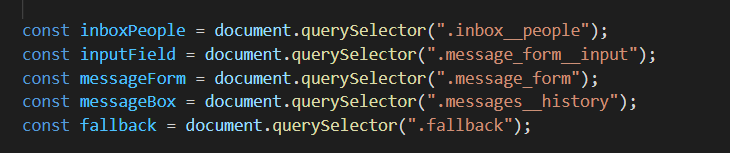 const inboxPeople = document.querySelector(".inbox__people");
const inputField = document.querySelector(".message_form__input");
const messageForm = document.querySelector(".message_form");
const messageBox = document.querySelector(".messages__history");
const fallback = document.querySelector(".fallback");